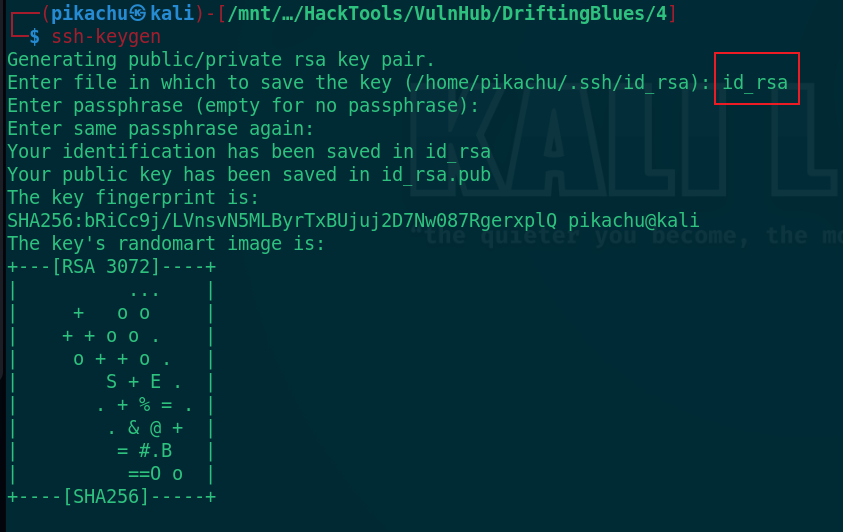 ┌──(pikachu㉿kali)-[/mnt/…/HackTools/VulnHub/DriftingBlues/4]
└─$ ssh-keygen
Generating public/private rsa key pair.
Enter file in which to save the key (/home/pikachu/.ssh/id_rsa): id_rsa
Enter passphrase (empty for no passphrase):
Enter same passphrase again:
Your identification has been saved in id_rsa
Your public key has been saved in id_rsa.pub
The key fingerprint is:
SHA256:bRiCc9j/LVnsvN5MLByrTxBUjuj2D7Nw087RgerxplQ pikachu@kali
The key's randomart image is:
+---[RSA 3072]----+
|          ...    |
|     +   o o     |
|    + + o o .    |
|     o + + o .   |
|        S + E .  |
|       . + % = . |
|        . & @ +  |
|         = #.B   |
|          ==O o  |
+----[SHA256]-----+
KALI L
"the quieter you become, the mo